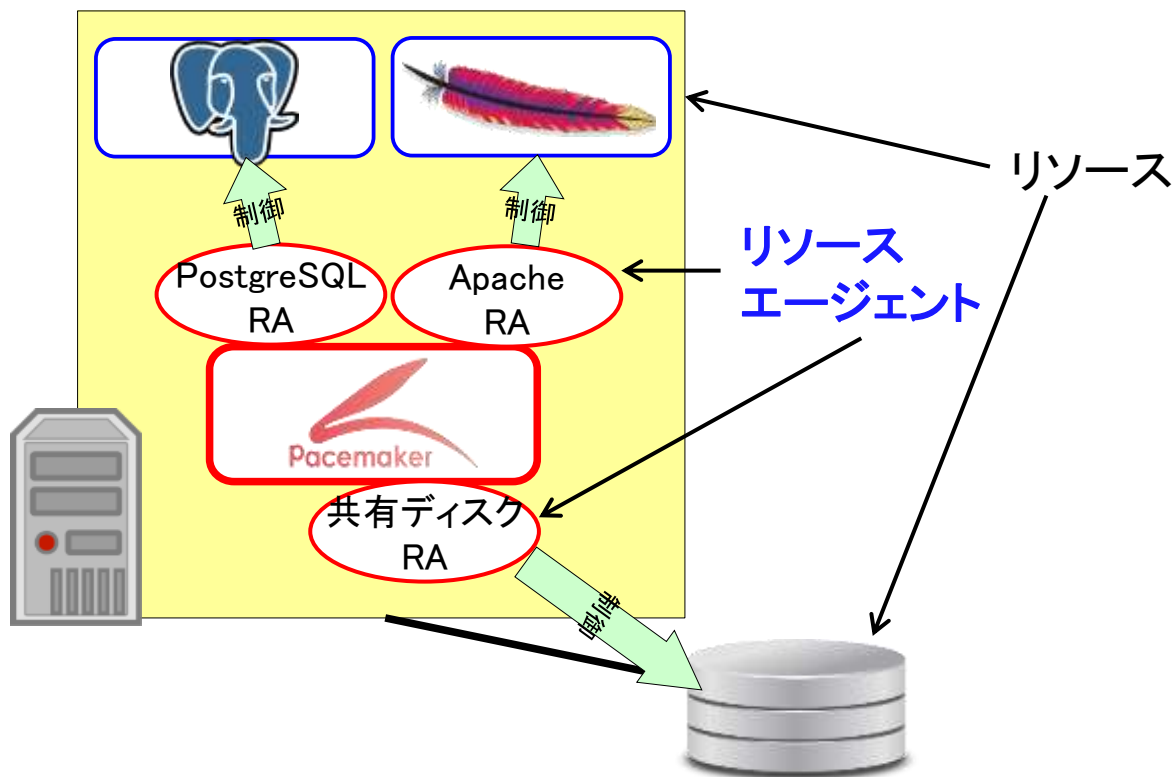 リソース
制御
制御
リソース
エージェント
PostgreSQL
RA
Apache
RA
Pacemaker
共有ディスク
RA
制御